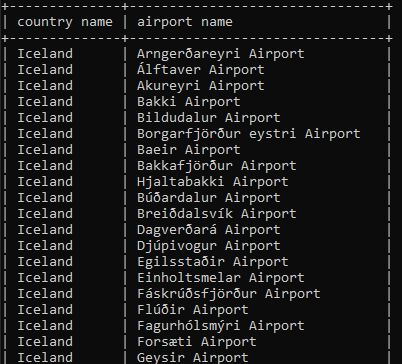 +--------------+--------------------------------+
| country name | airport name                   |
+--------------+--------------------------------+
| Iceland      | Arngerðareyri Airport          |
| Iceland      | Álftaver Airport               |
| Iceland      | Akureyri Airport               |
| Iceland      | Bakki Airport                  |
| Iceland      | Bildudalur Airport             |
| Iceland      | Borgarfjörður eystri Airport   |
| Iceland      | Baeir Airport                  |
| Iceland      | Bakkafjörður Airport           |
| Iceland      | Hjaltabakki Airport            |
| Iceland      | Búðardalur Airport             |
| Iceland      | Breiðdalsvík Airport           |
| Iceland      | Dagverðará Airport             |
| Iceland      | Djúpivogur Airport             |
| Iceland      | Egilsstaðir Airport            |
| Iceland      | Einholtsmelar Airport          |
| Iceland      | Fáskrúðsfjörður Airport        |
| Iceland      | Flúðir Airport                 |
| Iceland      | Fagurhólsmýri Airport          |
| Iceland      | Forsæti Airport                |
| Iceland      | Geysir Airport                 |